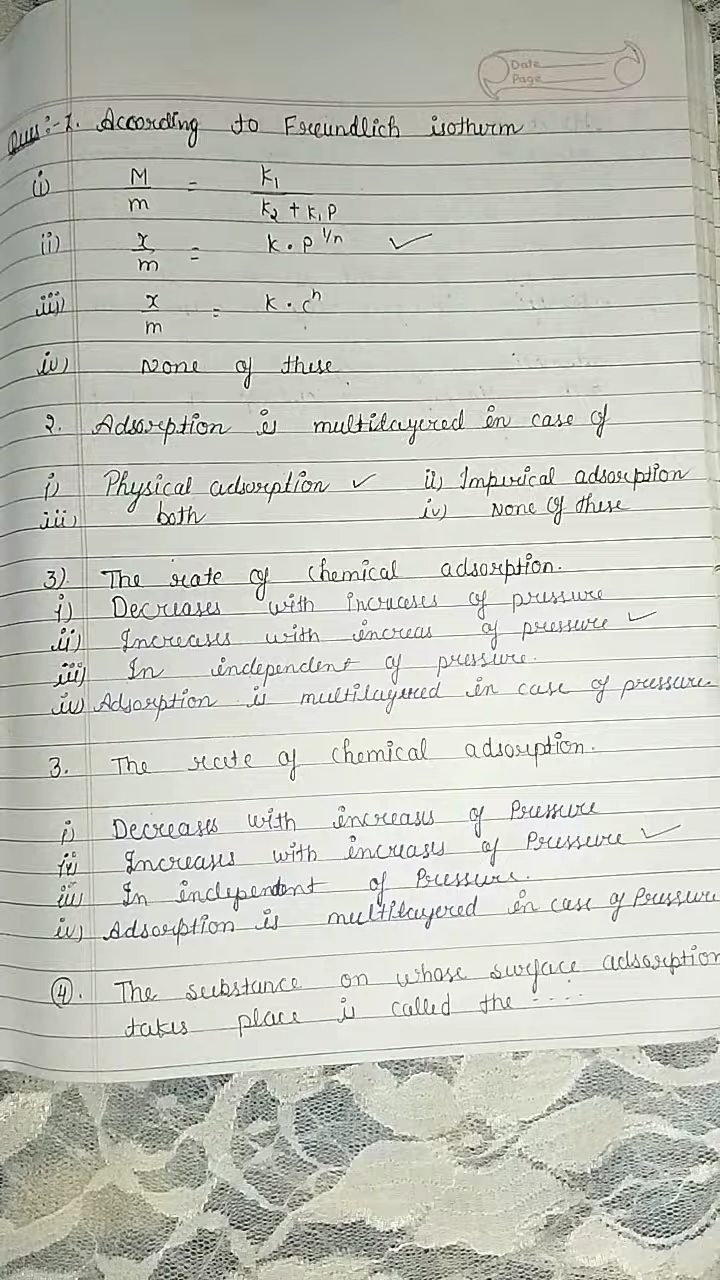 Date
Page
Ques:-1. According to Freundlich isotherm
i) M/m = k₁/k₂ + k₁p
ii) x/m = k.p^1/n ✓
iii) x/m = k.c^n
iv) None of these
2. Adsorption is multilayered in case of
i) Physical adsorption ✓ ii) Impirical adsorption
iii) both iv) None of these
3) The rate of chemical adsorption.
i) Decreases with increases of pressure
ii) Increases with increas of pressure ✓
iii) In independent of pressure.
iv) Adsorption is multilayered in case of pressure.
3. The rate of chemical adsorption.
i) Decreases with increases of Pressure
ii) Increases with increases of Pressure ✓
iii) In independent of Pressure.
iv) Adsorption is multilayered in case of Pressure
④. The substance on whose surface adsorption
takes place is called the ....